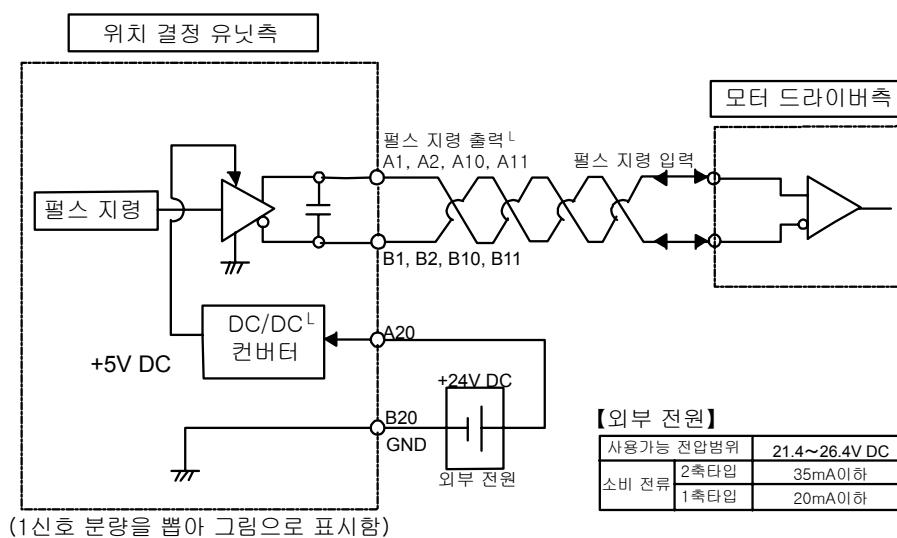 위치 결정 유닛측
모터 드라이버측
펄스 지령 출력└
A1, A2, A10, A11
펄스 지령 입력
펄스 지령
B1, B2, B10, B11
DC/DC└
컨버터
A20
+5V DC
+24V DC
B20
GND
외부 전원
【외부 전원】
사용가능 전압범위 21.4~26.4V DC
소비 전류 2축타입 35mA이하
1축타입 20mA이하
(1신호 분량을 뽑아 그림으로 표시함)